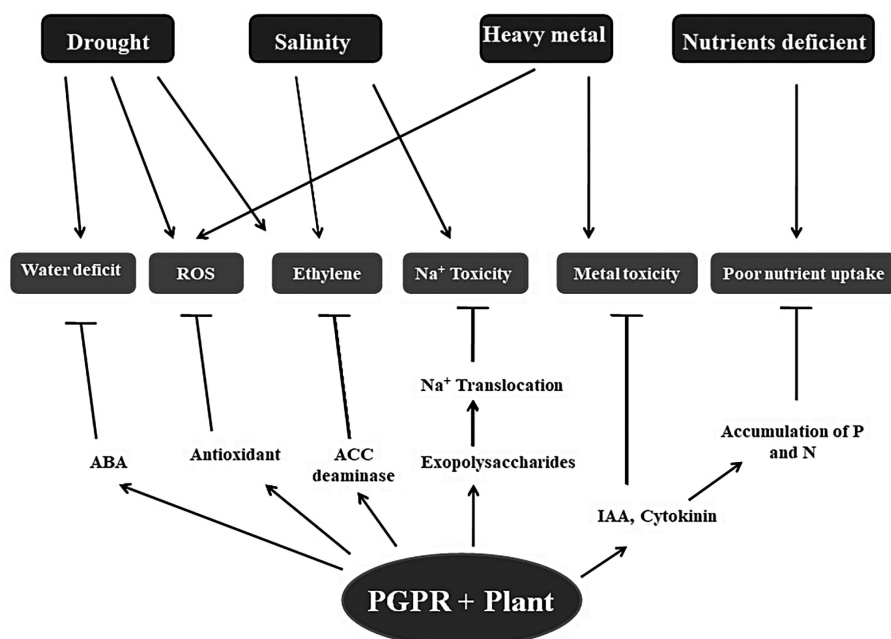 Drought
Salinity
Heavy metal
Nutrients deficient
Water deficit
ROS
Ethylene
Na⁺ Toxicity
Metal toxicity
Poor nutrient uptake
Na⁺ Translocation
ABA
Antioxidant
ACC
deaminase
Exopolysaccharides
Accumulation of P
and N
IAA, Cytokinin
PGPR + Plant